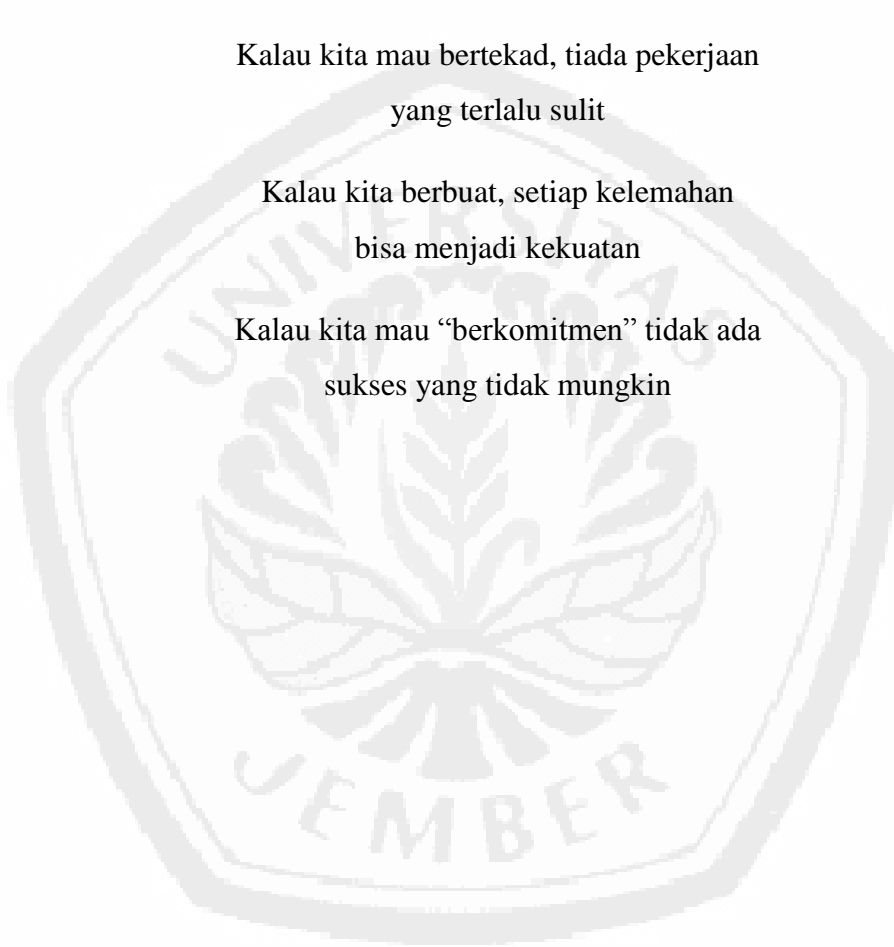 Kalau kita mau bertekad, tiada pekerjaan
yang terlalu sulit
Kalau kita berbuat, setiap kelemahan
bisa menjadi kekuatan
Kalau kita mau “berkomitmen” tidak ada
sukses yang tidak mungkin
UNIVERSITAS
JEMBER